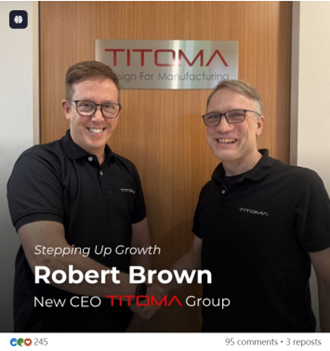 TITOMA
Design For Manufacturing
TITOMA
TITOMA
Stepping Up Growth
Robert Brown
New CEO TITOMA Group
245
95 comments • 3 reposts